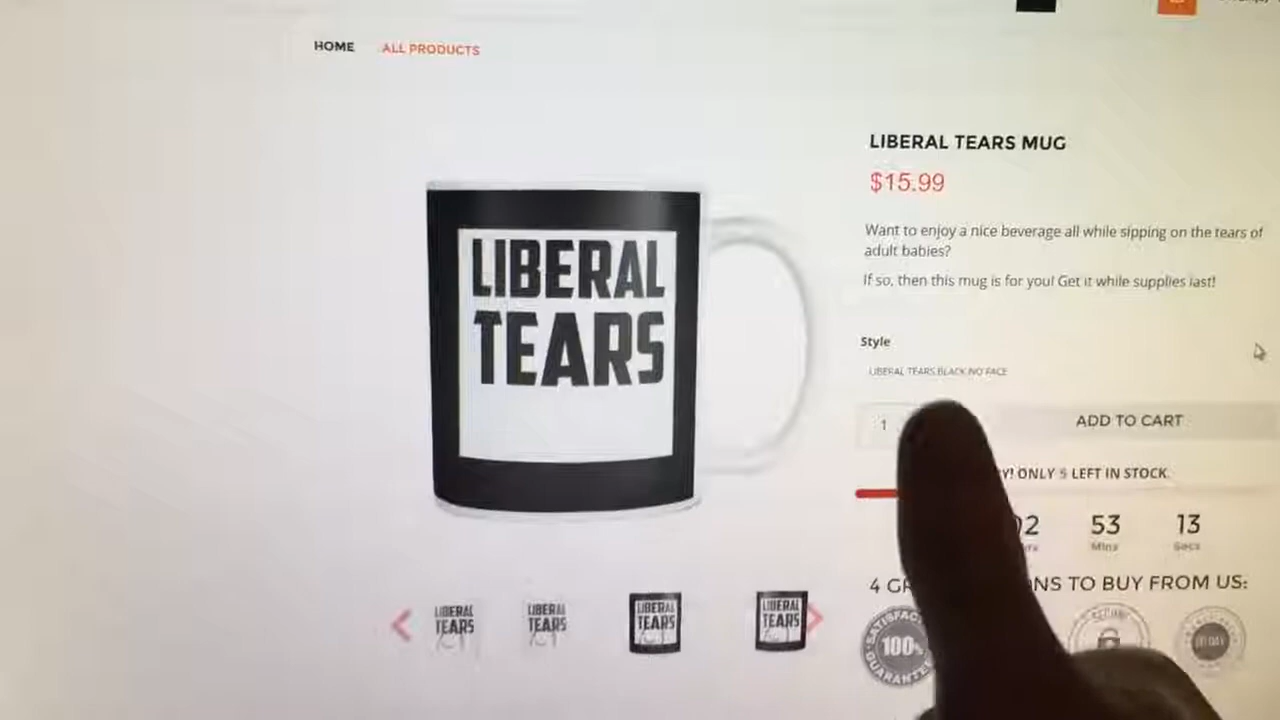 HOME ALL PRODUCTS
LIBERAL TEARS MUG
$15.99
Want to enjoy a nice beverage all while sipping on the tears of
adult babies?
If so, then this mug is for you! Get it while supplies last!
Style
LIBERAL TEARS BLACK NO FACE
1
ADD TO CART
ONLY 5 LEFT IN STOCK.
53 13
Mins Secs
4 TO BUY FROM US:
100%
LIBERAL
TEARS
LIBERAL
TEARS
LIBERAL
TEARS
LIBERAL
TEARS
LIBERAL
TEARS